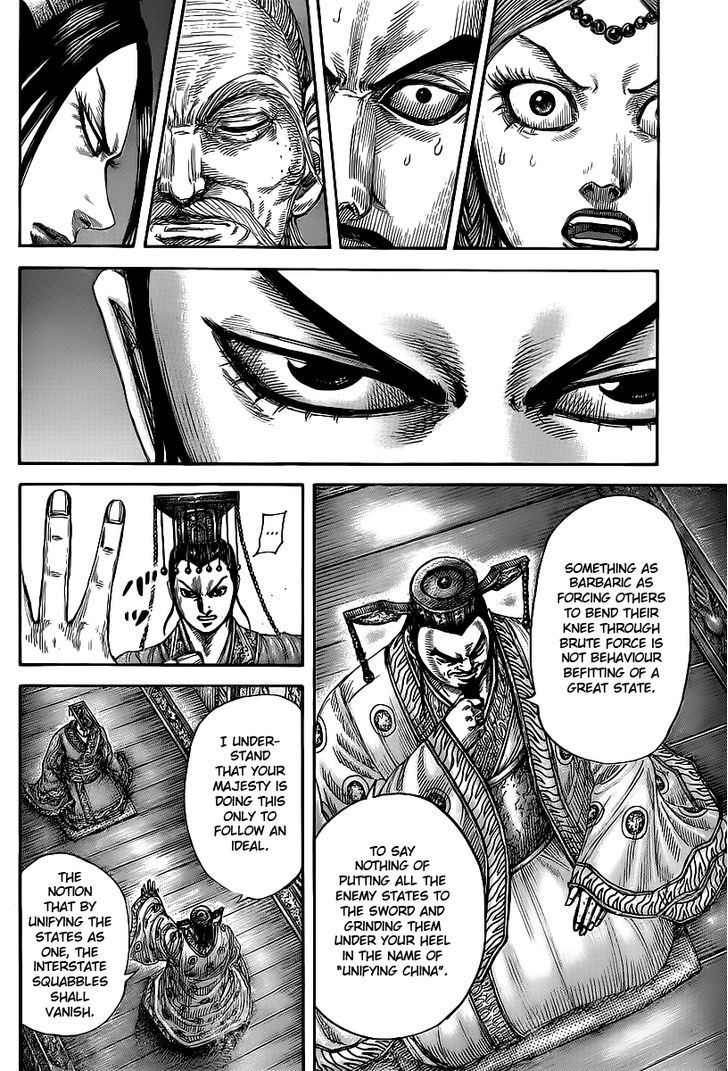 SOMETHING AS
BARBARIC AS
FORCING OTHERS
TO BEND THEIR
KNEE THROUGH
BRUTE FORCE IS
NOT BEHAVIOUR
BEFITTING OF A
GREAT STATE.
TO SAY
NOTHING OF
PUTTING ALL THE
ENEMY STATES TO
THE SWORD AND
GRINDING THEM
UNDER YOUR HEEL
IN THE NAME OF
"UNIFYING CHINA".
...
バッ
I UNDER-
STAND
THAT YOUR
MAJESTY IS
DOING THIS
ONLY TO
FOLLOW AN
IDEAL.
THE
NOTION
THAT BY
UNIFYING THE
STATES AS
ONE, THE
INTERSTATE
SQUABBLES
SHALL
VANISH.